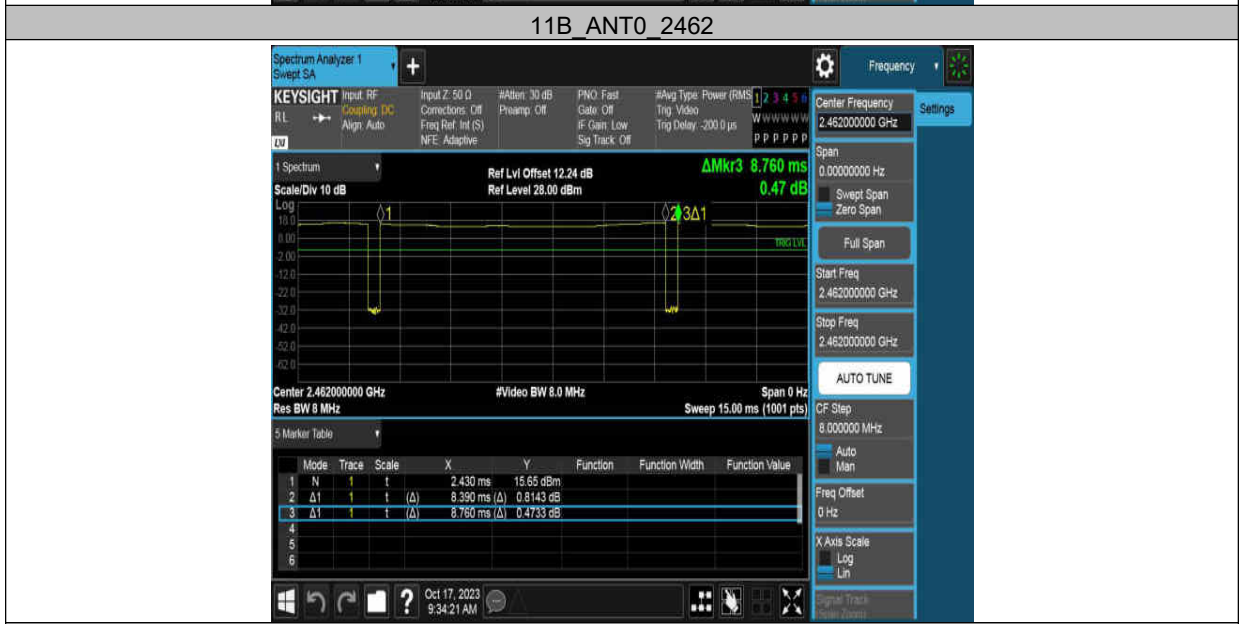 11B_ANT0_2462
Spectrum Analyzer 1
Swept SA
+
Frequency
KEYSIGHT
RL
LXI
Input: RF
Coupling: DC
Align: Auto
Input Z: 50 Ω
Corrections: Off
Freq Ref: Int (S)
NFE: Adaptive
#Atten: 30 dB
Preamp: Off
PNO: Fast
Gate: Off
IF Gain: Low
Sig Track: Off
#Avg Type: Power (RMS
Trig: Video
Trig Delay: -200.0 µs
1 2 3 4 5 6
W W W W W W
P P P P P P
Center Frequency
2.462000000 GHz
Settings
1 Spectrum
Scale/Div 10 dB
Ref Lvl Offset 12.24 dB
Ref Level 28.00 dBm
ΔMkr3 8.760 ms
0.47 dB
Span
0.00000000 Hz
Swept Span
Zero Span
Log
18.0
8.00
-2.00
-12.0
-22.0
-32.0
-42.0
-52.0
-62.0
1
2
3Δ1
TRIG LVL
Full Span
Start Freq
2.462000000 GHz
Stop Freq
2.462000000 GHz
AUTO TUNE
Center 2.462000000 GHz
#Video BW 8.0 MHz
Span 0 Hz
Res BW 8 MHz
Sweep 15.00 ms (1001 pts)
CF Step
8.000000 MHz
Auto
Man
5 Marker Table
Mode Trace Scale X Y Function Function Width Function Value
1 N 1 t 2.430 ms 15.65 dBm
2 Δ1 1 t (Δ) 8.390 ms (Δ) 0.8143 dB
3 Δ1 1 t (Δ) 8.760 ms (Δ) 0.4733 dB
4
5
6
Freq Offset
0 Hz
X Axis Scale
Log
Lin
Signal Track
(Span Zoom)
?
Oct 17, 2023
9:34:21 AM